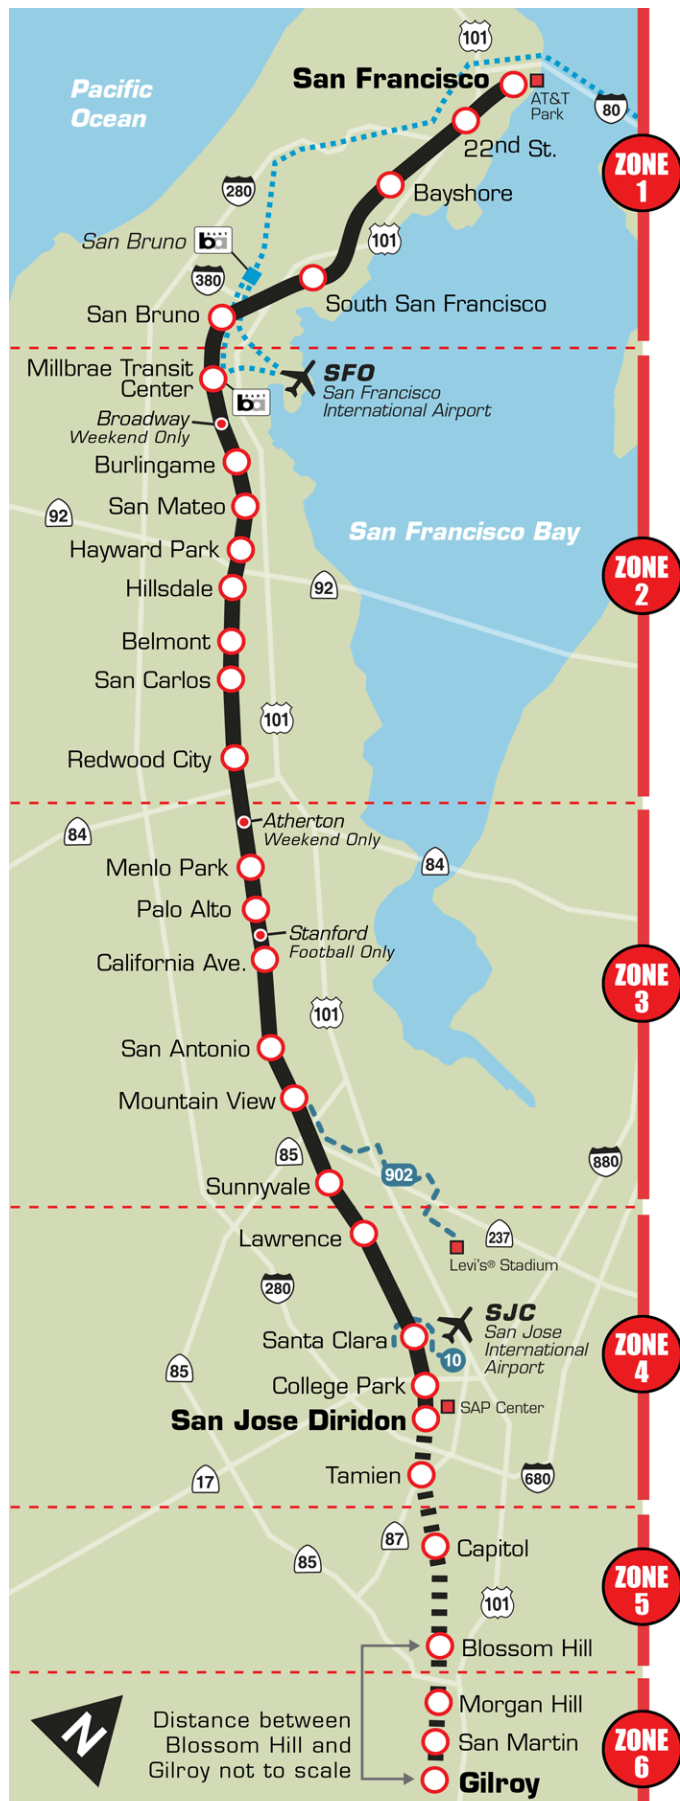 101
San Francisco
Pacific
Ocean
AT&T
Park
80
22nd St.
ZONE
1
280
Bayshore
101
San Bruno
BART
ba
380
South San Francisco
San Bruno
Millbrae Transit
Center
SFO
San Francisco
International Airport
BART
ba
Broadway
Weekend Only
Burlingame
San Mateo
92
San Francisco Bay
Hayward Park
ZONE
2
Hillsdale
92
Belmont
San Carlos
101
Redwood City
Atherton
Weekend Only
84
Menlo Park
84
Palo Alto
Stanford
Football Only
California Ave.
ZONE
3
101
San Antonio
Mountain View
85
880
902
Sunnyvale
Lawrence
237
Levi's® Stadium
280
SJC
San Jose
International
Airport
Santa Clara
10
ZONE
4
85
College Park
SAP Center
San Jose Diridon
Tamien
17
680
87
Capitol
85
ZONE
5
101
Blossom Hill
Morgan Hill
N
Distance between
Blossom Hill and
Gilroy not to scale
San Martin
ZONE
6
Gilroy